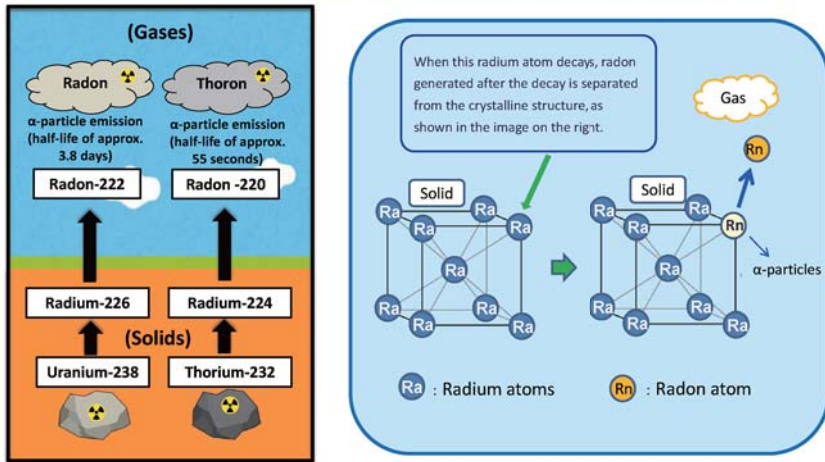 (Gases)
Radon
Thoron
α-particle emission
(half-life of approx.
3.8 days)
α-particle emission
(half-life of approx.
55 seconds)
Radon-222
Radon -220
Radium-226
Radium-224
(Solids)
Uranium-238
Thorium-232
When this radium atom decays, radon
generated after the decay is separated
from the crystalline structure, as
shown in the image on the right.
Gas
Rn
Solid
Ra
Ra
Ra
Ra
Ra
Ra
Ra
Ra
Ra
Solid
Ra
Ra
Ra
Rn
Ra
Ra
Ra
Ra
Ra
α-particles
Ra : Radium atoms
Rn : Radon atom